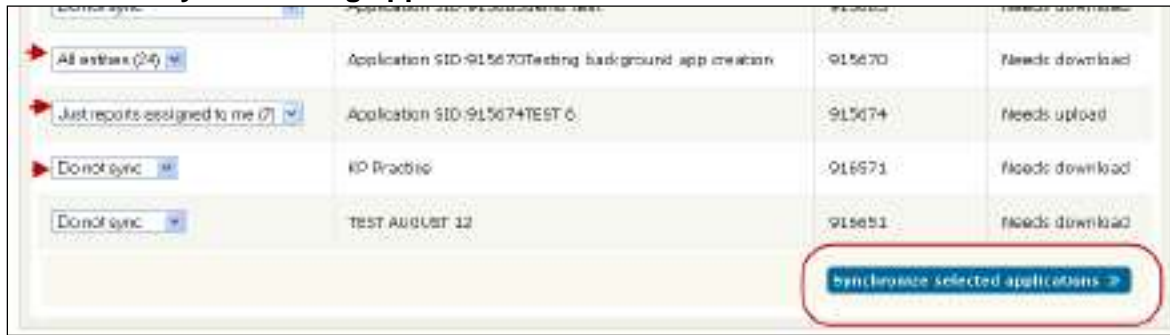 All entities (24) Application SID:915670Testing background app creation 915670 Needs download
Just reports assigned to me (7) Application SID:915674TEST 6 915674 Needs upload
Do not sync KP Practise 916571 Needs download
Do not sync TEST AUGUST 12 916651 Needs download
Synchronize selected applications »